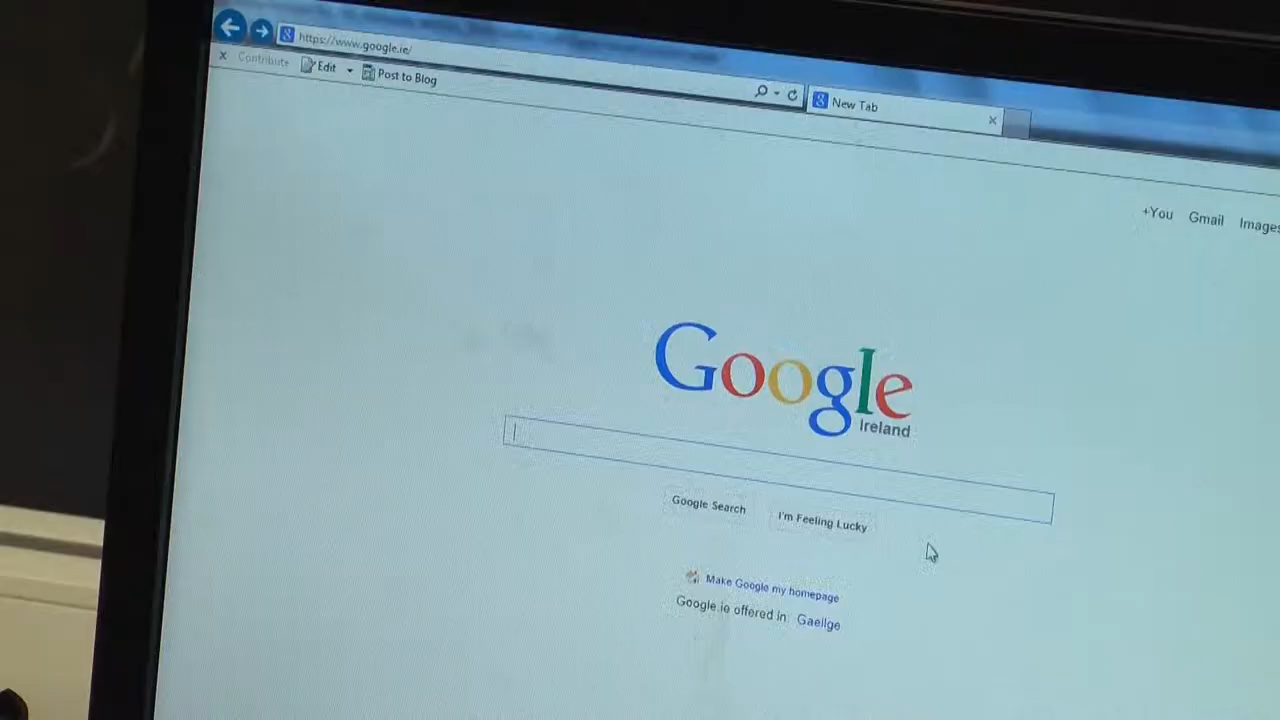 https://www.google.ie/
New Tab
Contribute Edit Post to Blog
+You Gmail Images
Google
Ireland
Google Search I'm Feeling Lucky
Make Google my homepage
Google.ie offered in: Gaeilge